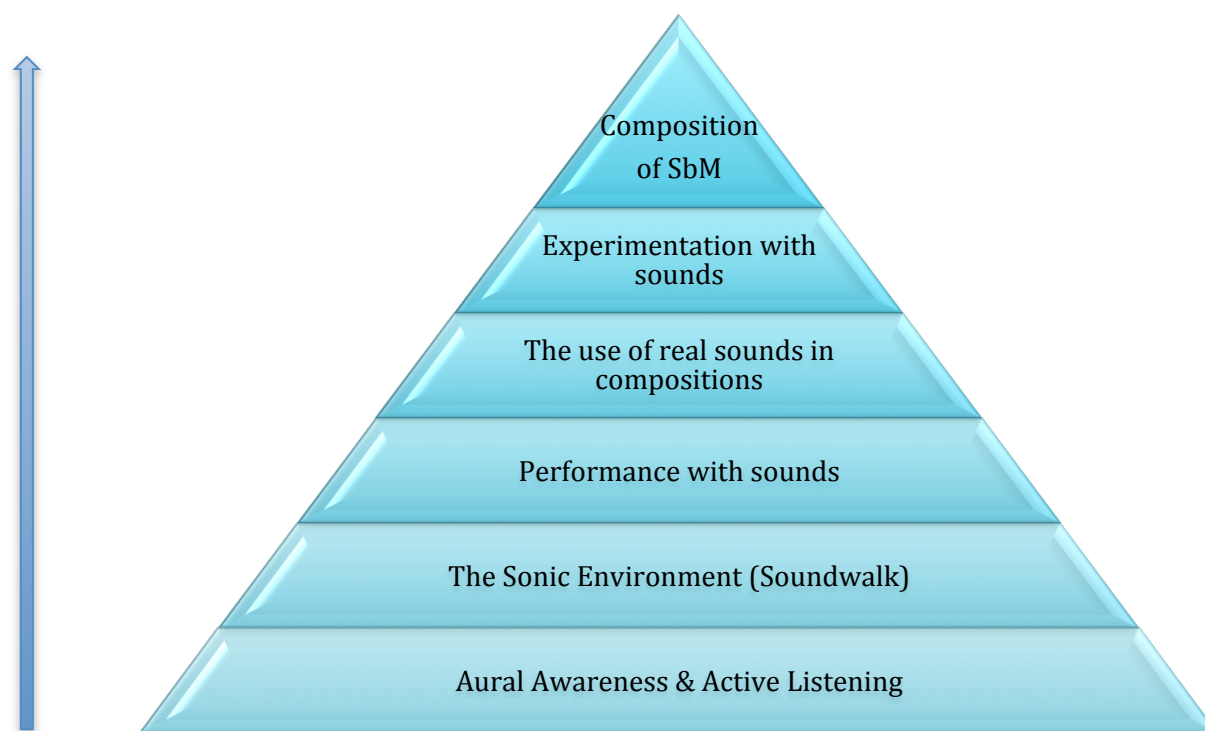 Composition
of SbM
Experimentation with
sounds
The use of real sounds in
compositions
Performance with sounds
The Sonic Environment (Soundwalk)
Aural Awareness & Active Listening